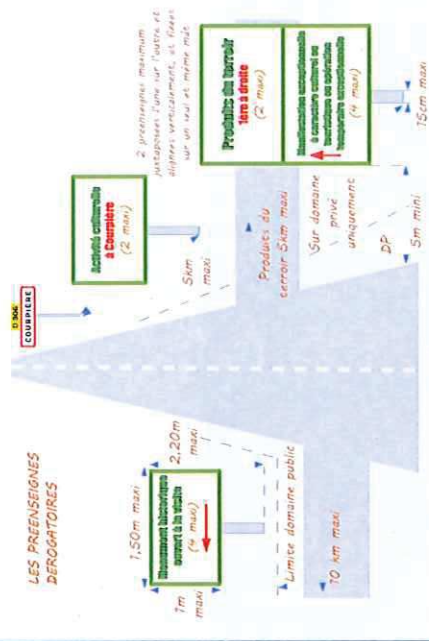 LES PREENSEIGNES
DEROGATOIRES
D 906
COURPIERE
Activité culturelle
à Courpière
(2 maxi)
5km
maxi
2 preenseignes maximum
juxtaposées l'une sur l'autre et
alignées verticalement, et fixées
sur un seul et même mât
Produits du terroir
1ère à droite
(2 maxi)
Manifestation exceptionnelle
à caractère culturel ou
touristique ou opération
temporaire exceptionnelle
(4 maxi)
15cm
maxi
1,50m maxi
1m
maxi
Monument historique
ouvert à la visite
(4 maxi)
2,20m
maxi
Limite domaine public
10 km maxi
Produits du
terroir 5km maxi
Sur domaine
privé
uniquement
DP
5m mini